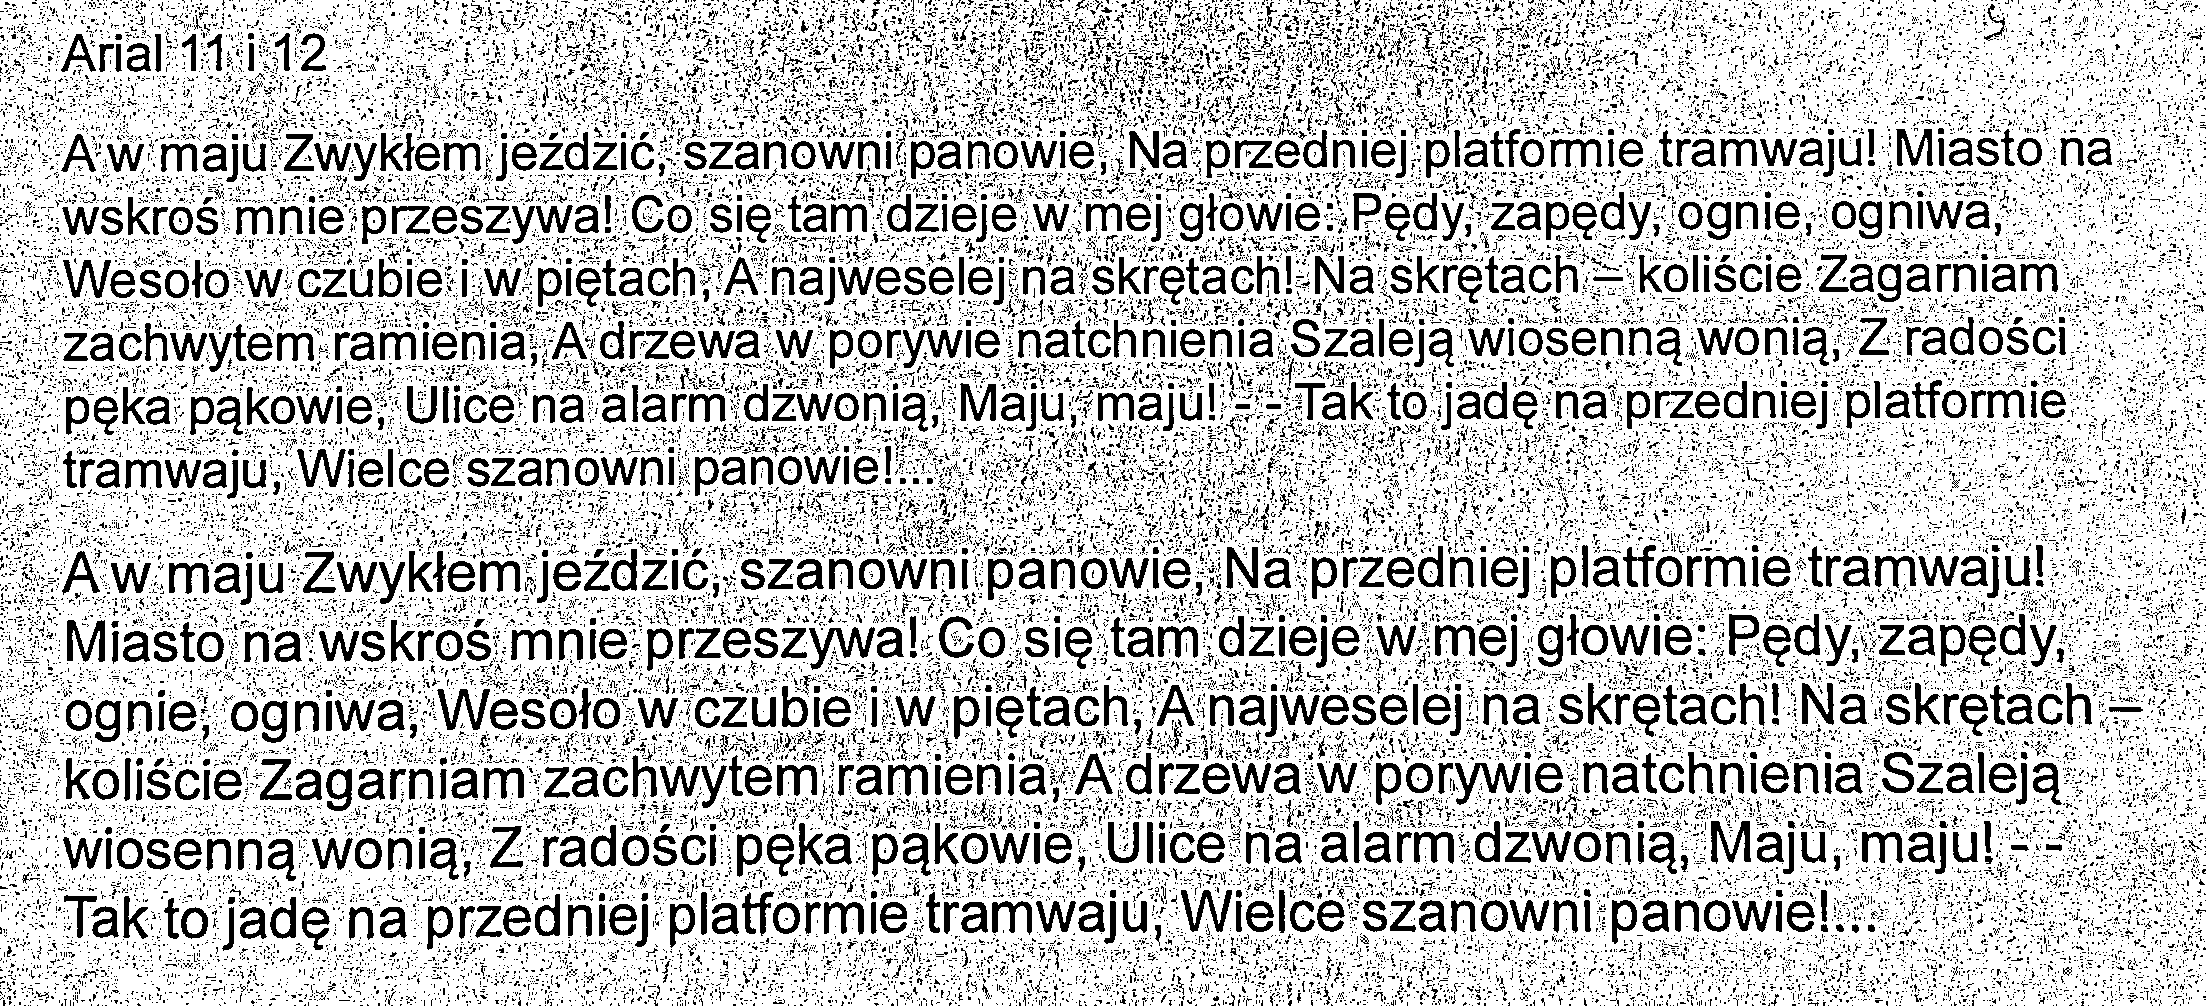 Arial 11 i 12
A w maju Zwykłem jeździć, szanowni panowie, Na przedniej platformie tramwaju! Miasto na
wskroś mnie przeszywa! Co się tam dzieje w mej głowie: Pędy, zapędy, ognie, ogniwa,
Wesoło w czubie i w piętach, A najweselej na skrętach! Na skrętach – koliście Zagarniam
zachwytem ramienia, A drzewa w porywie natchnienia Szaleją wiosenną wonią, Z radości
pęka pąkowie, Ulice na alarm dzwonią, Maju, maju! - - Tak to jadę na przedniej platformie
tramwaju, Wielce szanowni panowie!...
A w maju Zwykłem jeździć, szanowni panowie, Na przedniej platformie tramwaju!
Miasto na wskroś mnie przeszywa! Co się tam dzieje w mej głowie: Pędy, zapędy,
ognie, ogniwa, Wesoło w czubie i w piętach, A najweselej na skrętach! Na skrętach –
koliście Zagarniam zachwytem ramienia, A drzewa w porywie natchnienia Szaleją
wiosenną wonią, Z radości pęka pąkowie, Ulice na alarm dzwonią, Maju, maju! - -
Tak to jadę na przedniej platformie tramwaju, Wielce szanowni panowie!...